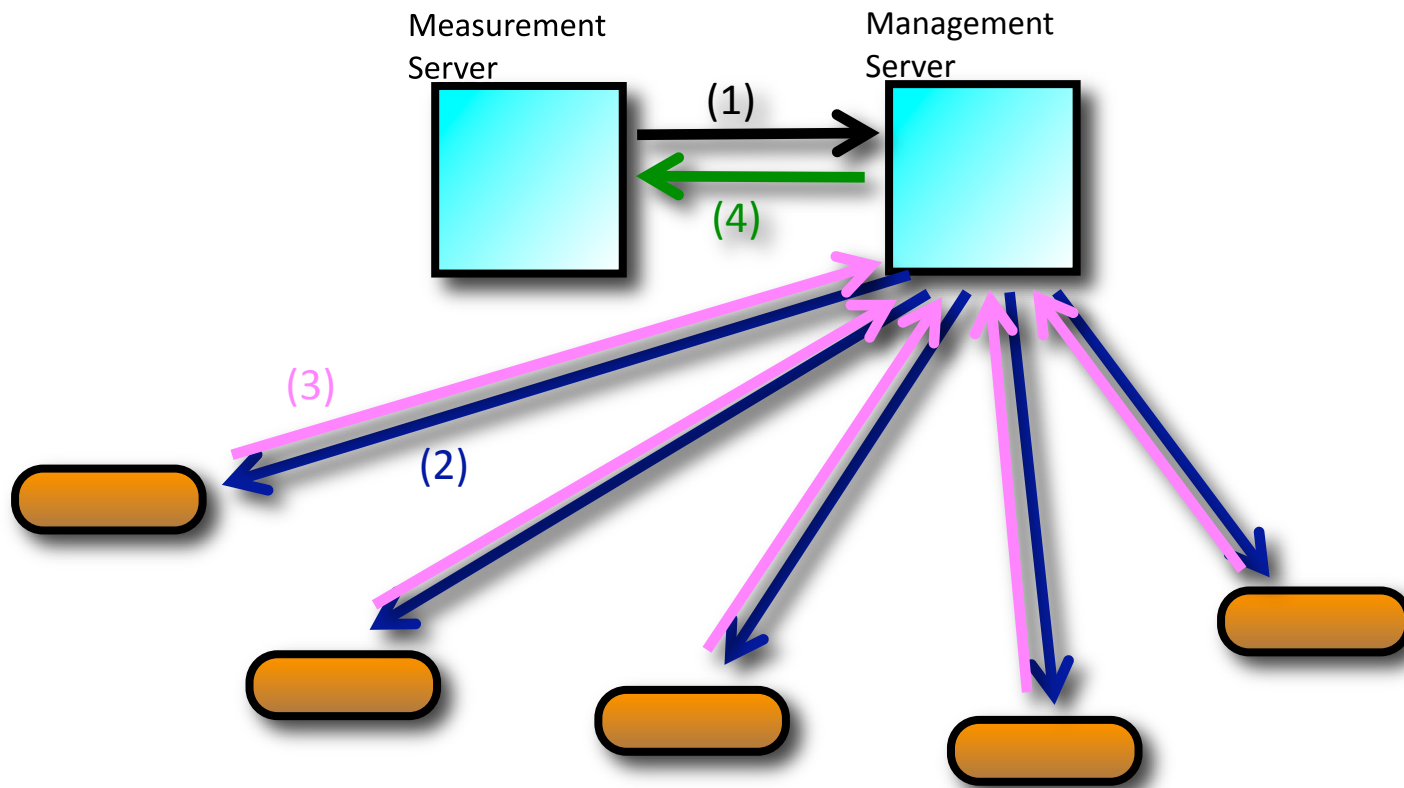 Measurement
Server
Management
Server
(1)
(4)
(3)
(2)